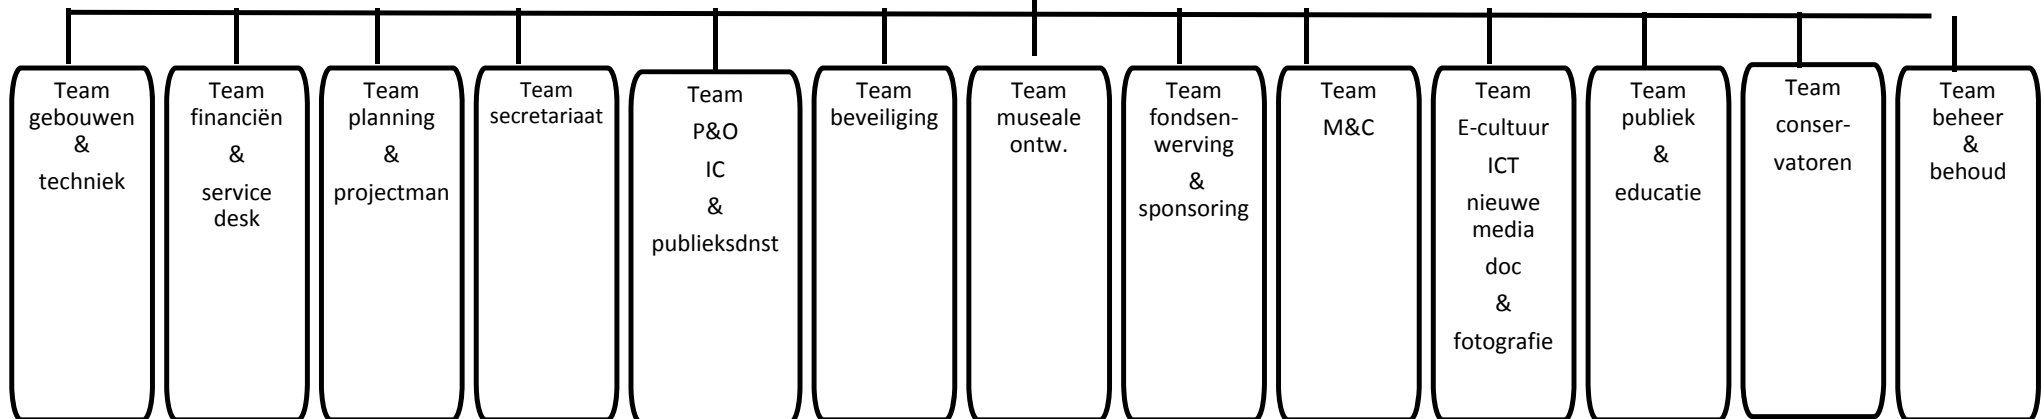 Team
gebouwen
&
techniek
Team
financiën
&
service
desk
Team
planning
&
projectman
Team
secretariaat
Team
P&O
IC
&
publieksdnst
Team
beveiliging
Team
museale
ontw.
Team
fondsen-
werving
&
sponsoring
Team
M&C
Team
E-cultuur
ICT
nieuwe
media
doc
&
fotografie
Team
publiek
&
educatie
Team
conser-
vatoren
Team
beheer
&
behoud